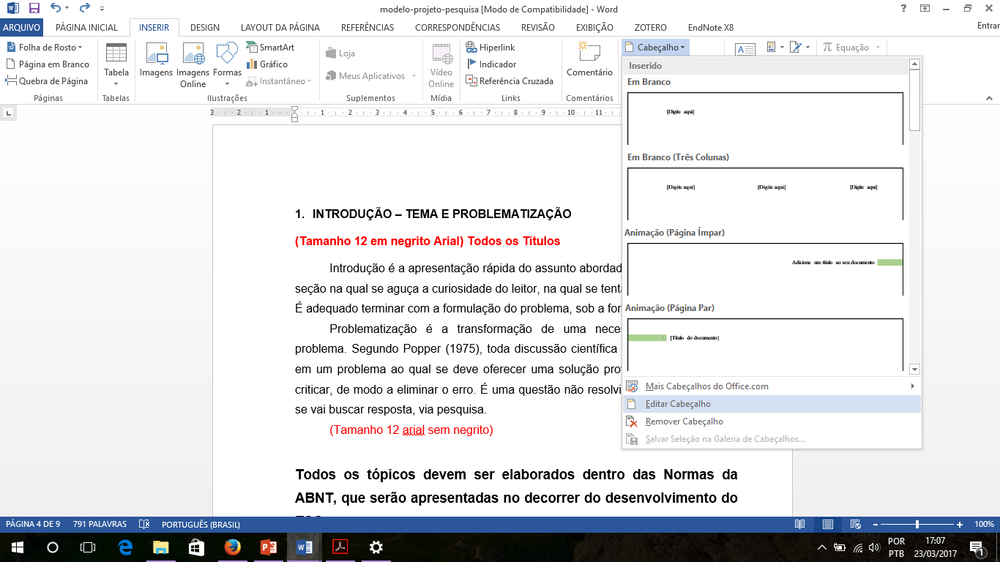 modelo-projeto-pesquisa [Modo de Compatibilidade] - Word
ARQUIVO PÁGINA INICIAL INSERIR DESIGN LAYOUT DA PÁGINA REFERÊNCIAS CORRESPONDÊNCIAS REVISÃO EXIBIÇÃO ZOTERO EndNote X8 Entrar
Folha de Rosto
Página em Branco
Quebra de Página
Páginas
Tabela
Tabelas
Imagens
Imagens Online
Formas
SmartArt
Gráfico
Instantâneo
Ilustrações
Loja
Meus Aplicativos
Suplementos
Vídeo Online
Mídia
Hiperlink
Indicador
Referência Cruzada
Links
Comentário
Comentários
Cabeçalho
Equação
3 2 1 1 2 3 4 5 6 7 8 9 10 11
Inserido
Em Branco
[Digite aqui]
Em Branco (Três Colunas)
[Digite aqui] [Digite aqui] [Digite aqui]
Animação (Página Ímpar)
Adicione um título ao seu documento
Animação (Página Par)
[Título do documento]
Mais Cabeçalhos do Office.com
Editar Cabeçalho
Remover Cabeçalho
Salvar Seleção na Galeria de Cabeçalhos...
1. INTRODUÇÃO – TEMA E PROBLEMATIZAÇÃO
(Tamanho 12 em negrito Arial) Todos os Títulos
Introdução é a apresentação rápida do assunto abordad
seção na qual se aguça a curiosidade do leitor, na qual se tent
É adequado terminar com a formulação do problema, sob a for
Problematização é a transformação de uma neces
problema. Segundo Popper (1975), toda discussão científica
em um problema ao qual se deve oferecer uma solução pro
criticar, de modo a eliminar o erro. É uma questão não resolvi
se vai buscar resposta, via pesquisa.
(Tamanho 12 arial sem negrito)
Todos os tópicos devem ser elaborados dentro das Normas da
ABNT, que serão apresentadas no decorrer do desenvolvimento do
PÁGINA 4 DE 9 791 PALAVRAS PORTUGUÊS (BRASIL) 100%
POR
PTB
17:07
23/03/2017
1